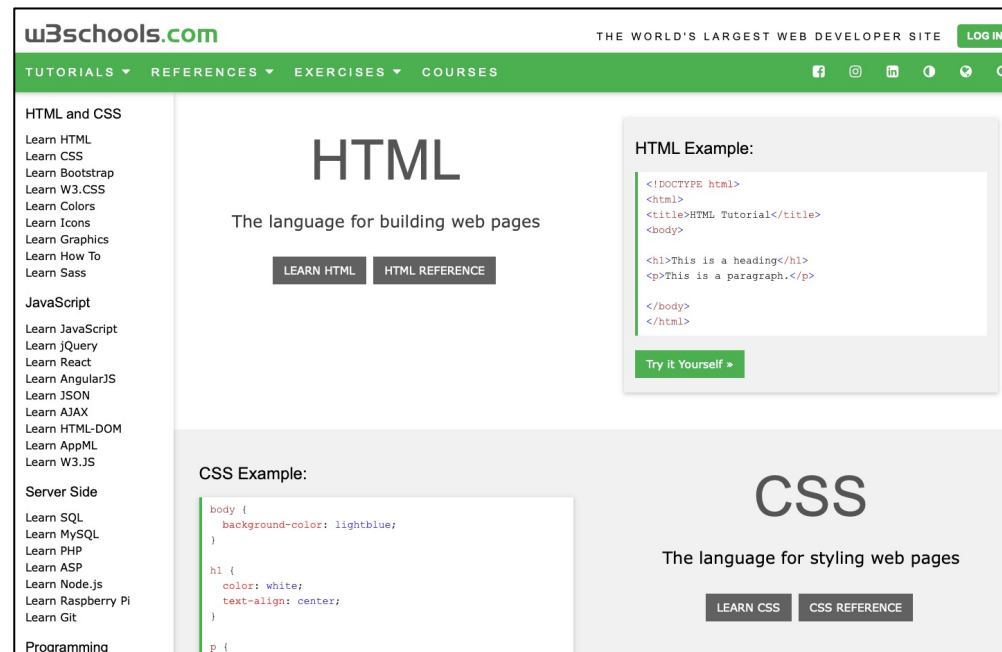 w3schools.com
THE WORLD'S LARGEST WEB DEVELOPER SITE
LOG IN
TUTORIALS REFERENCES EXERCISES COURSES
HTML and CSS
Learn HTML
Learn CSS
Learn Bootstrap
Learn W3.CSS
Learn Colors
Learn Icons
Learn Graphics
Learn How To
Learn Sass
JavaScript
Learn JavaScript
Learn jQuery
Learn React
Learn AngularJS
Learn JSON
Learn AJAX
Learn HTML-DOM
Learn AppML
Learn W3.JS
Server Side
Learn SQL
Learn MySQL
Learn PHP
Learn ASP
Learn Node.js
Learn Raspberry Pi
Learn Git
Programming
HTML
The language for building web pages
LEARN HTML
HTML REFERENCE
HTML Example:
<!DOCTYPE html>
<html>
<title>HTML Tutorial</title>
<body>
<h1>This is a heading</h1>
<p>This is a paragraph.</p>
</body>
</html>
Try it Yourself »
CSS Example:
body {
background-color: lightblue;
}
h1 {
color: white;
text-align: center;
}
p {
CSS
The language for styling web pages
LEARN CSS
CSS REFERENCE